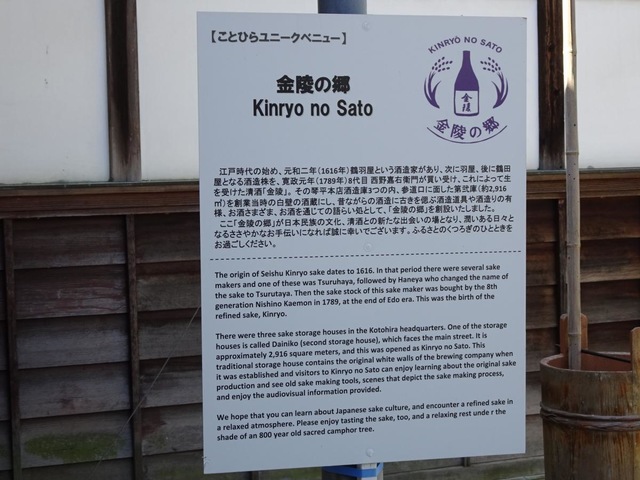 【ことひらユニークベニュー】
金陵の郷
Kinryo no Sato
KINRYO NO SATO
金陵
金陵の郷
江戸時代の始め、元和二年(1616年)鶴羽屋という酒造家があり、次に羽屋、後に鶴田
屋となる酒造株を、寛政元年(1789年)8代目 西野嘉右衛門が買い受け、これによって生
を受けた清酒「金陵」。その琴平本店酒造庫3つの内、参道口に面した第弐庫(約2,916
㎡)を創業当時の白壁の酒蔵にし、昔ながらの酒造に古きを偲ぶ酒造道具や酒造りの有
様、お酒さまざま、お酒を通じての語らい処として、「金陵の郷」を創設いたしました。
ここ「金陵の郷」が日本民族の文化、清酒との新たな出会いの場となり、潤いある日々と
なるささやかなお手伝いになれば誠に幸いでございます。ふるさとのくつろぎのひとときを
お過ごしください。
The origin of Seishu Kinryo sake dates to 1616. In that period there were several sake
makers and one of these was Tsuruhaya, followed by Haneya who changed the name of
the sake to Tsurutaya. Then the sake stock of this sake maker was bought by the 8th
generation Nishino Kaemon in 1789, at the end of Edo era. This was the birth of the
refined sake, Kinryo.
There were three sake storage houses in the Kotohira headquarters. One of the storage
houses is called Dainiko (second storage house), which faces the main street. It is
approximately 2,916 square meters, and this was opened as Kinryo no Sato. This
traditional storage house contains the original white walls of the brewing company when
it was established and visitors to Kinryo no Sato can enjoy learning about the original sake
production and see old sake making tools, scenes that depict the sake making process,
and enjoy the audiovisual information provided.
We hope that you can learn about Japanese sake culture, and encounter a refined sake in
a relaxed atmosphere. Please enjoy tasting the sake, too, and a relaxing rest unde r the
shade of an 800 year old sacred camphor tree.